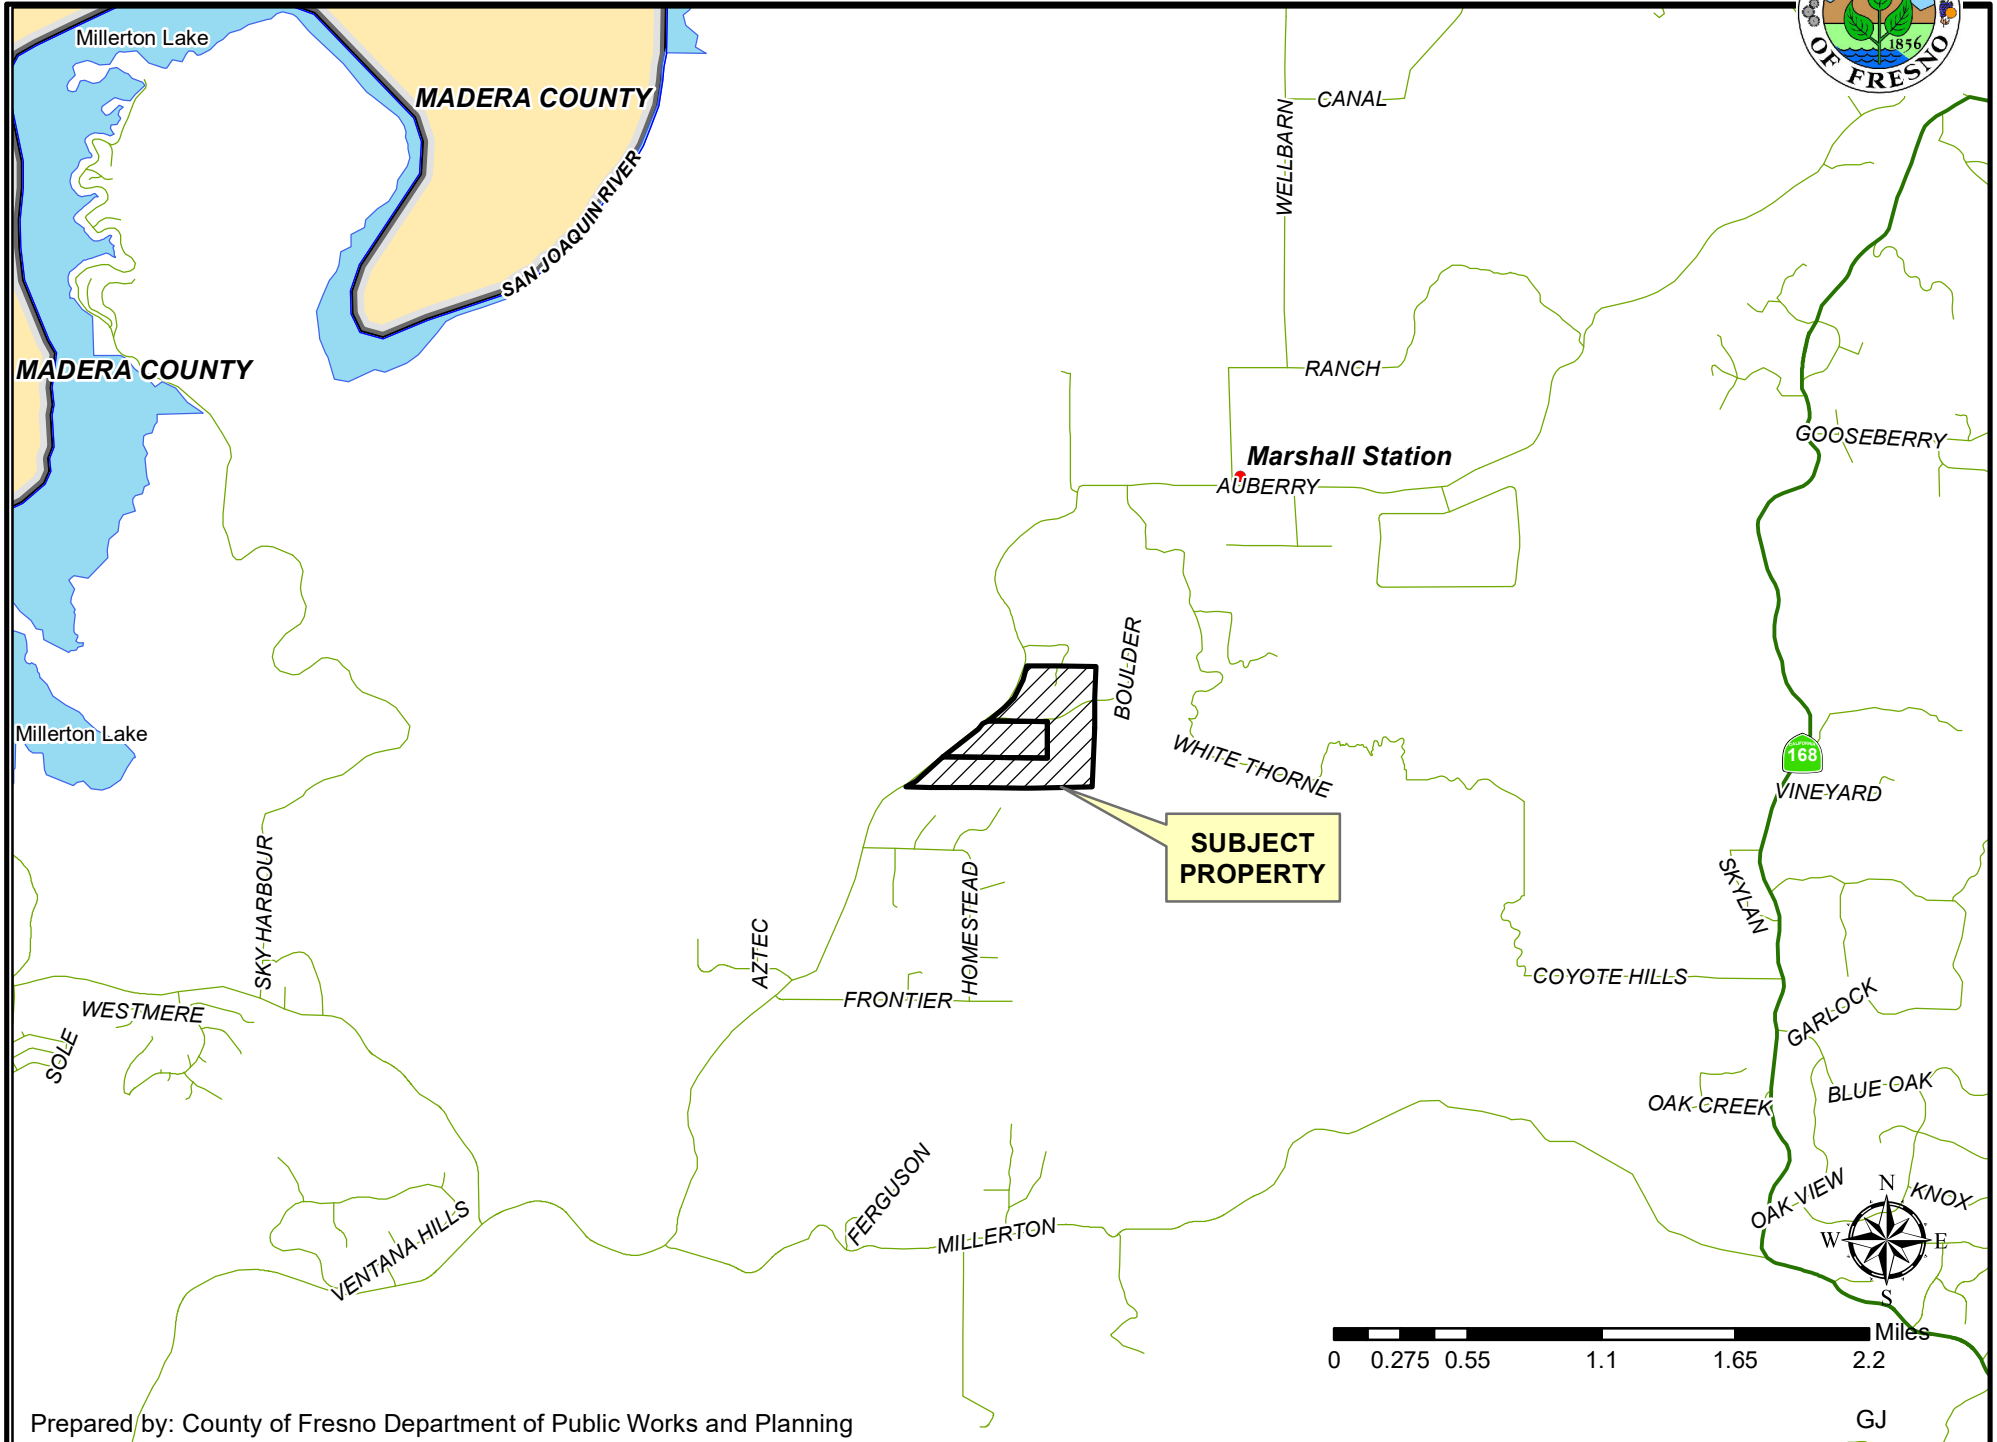 Millerton Lake
MADERA COUNTY
SAN JOAQUIN RIVER
MADERA COUNTY
1856
OF FRESNO
CANAL
WELLBARN
RANCH
Marshall Station
AUBERRY
GOOSEBERRY
BOULDER
WHITE THORNE
Millerton Lake
CALIFORNIA
168
VINEYARD
SUBJECT
PROPERTY
SKYLAN
SKY HARBOUR
AZTEC
HOMESTEAD
FRONTIER
COYOTE HILLS
GARLOCK
WESTMERE
SOLE
BLUE OAK
OAK CREEK
OAK VIEW
KNOX
FERGUSON
MILLERTON
VENTANA HILLS
N
W E
S
Miles
0 0.275 0.55 1.1 1.65 2.2
GJ
Prepared by: County of Fresno Department of Public Works and Planning